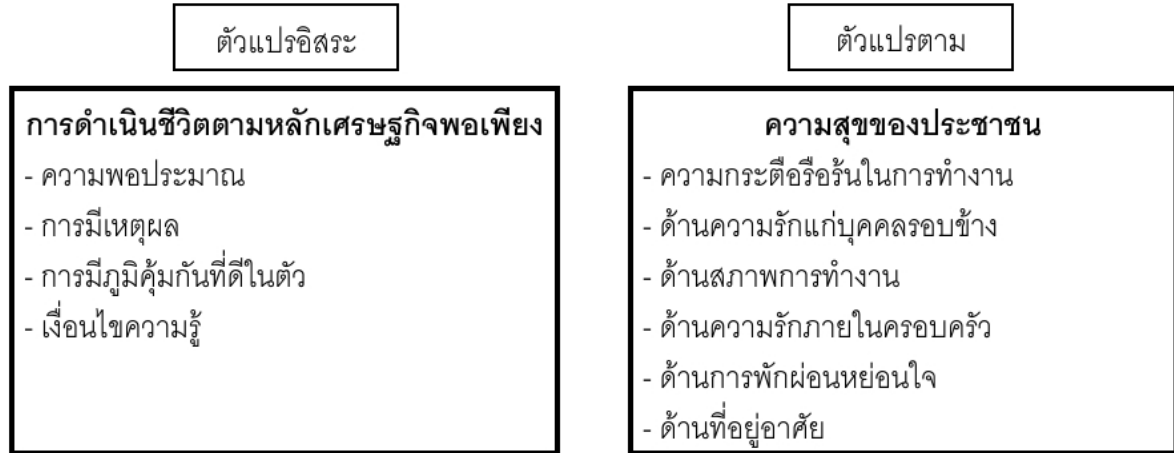 ตัวแปรอิสระ
การดำเนินชีวิตตามหลักเศรษฐกิจพอเพียง
- ความพอประมาณ
- การมีเหตุผล
- การมีภูมิคุ้มกันที่ดีในตัว
- เงื่อนไขความรู้
ตัวแปรตาม
ความสุขของประชาชน
- ความกระตือรือร้นในการทำงาน
- ด้านความรักแก่บุคคลรอบข้าง
- ด้านสภาพการทำงาน
- ด้านความรักภายในครอบครัว
- ด้านการพักผ่อนหย่อนใจ
- ด้านที่อยู่อาศัย